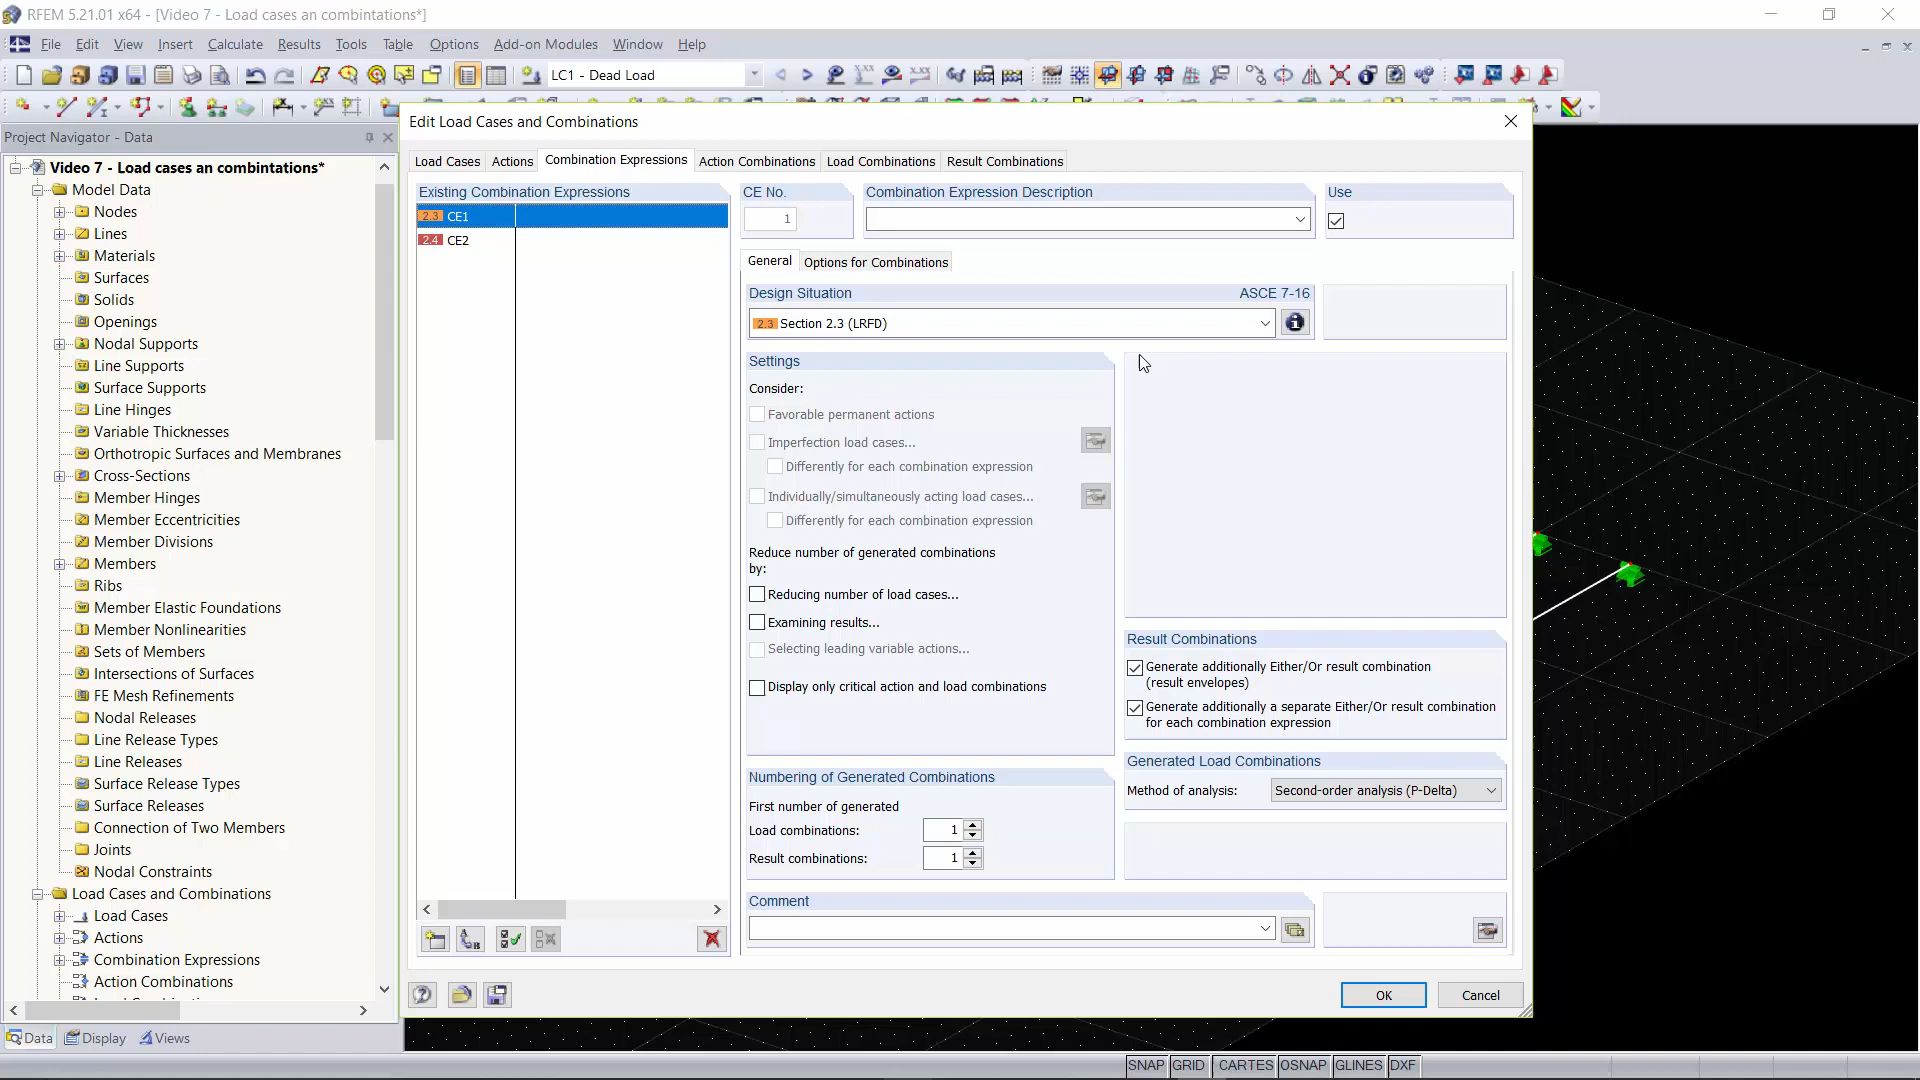 RFEM 5.21.01 x64 - [Video 7 - Load cases an combintations*]
File Edit View Insert Calculate Results Tools Table Options Add-on Modules Window Help
LC1 - Dead Load
Project Navigator - Data
Video 7 - Load cases an combintations*
Model Data
Nodes
Lines
Materials
Surfaces
Solids
Openings
Nodal Supports
Line Supports
Surface Supports
Line Hinges
Variable Thicknesses
Orthotropic Surfaces and Membranes
Cross-Sections
Member Hinges
Member Eccentricities
Member Divisions
Members
Ribs
Member Elastic Foundations
Member Nonlinearities
Sets of Members
Intersections of Surfaces
FE Mesh Refinements
Nodal Releases
Line Release Types
Line Releases
Surface Release Types
Surface Releases
Connection of Two Members
Joints
Nodal Constraints
Load Cases and Combinations
Load Cases
Actions
Combination Expressions
Action Combinations
Data Display Views
Edit Load Cases and Combinations
Load Cases Actions Combination Expressions Action Combinations Load Combinations Result Combinations
Existing Combination Expressions
2.3 CE1
2.4 CE2
CE No.
1
Combination Expression Description
Use
General Options for Combinations
Design Situation ASCE 7-16
2.3 Section 2.3 (LRFD)
Settings
Consider:
Favorable permanent actions
Imperfection load cases...
Differently for each combination expression
Individually/simultaneously acting load cases...
Differently for each combination expression
Reduce number of generated combinations
by:
Reducing number of load cases...
Examining results...
Selecting leading variable actions...
Display only critical action and load combinations
Numbering of Generated Combinations
First number of generated
Load combinations: 1
Result combinations: 1
Result Combinations
Generate additionally Either/Or result combination
(result envelopes)
Generate additionally a separate Either/Or result combination
for each combination expression
Generated Load Combinations
Method of analysis: Second-order analysis (P-Delta)
Comment
OK Cancel
SNAP GRID CARTES OSNAP GLINES DXF